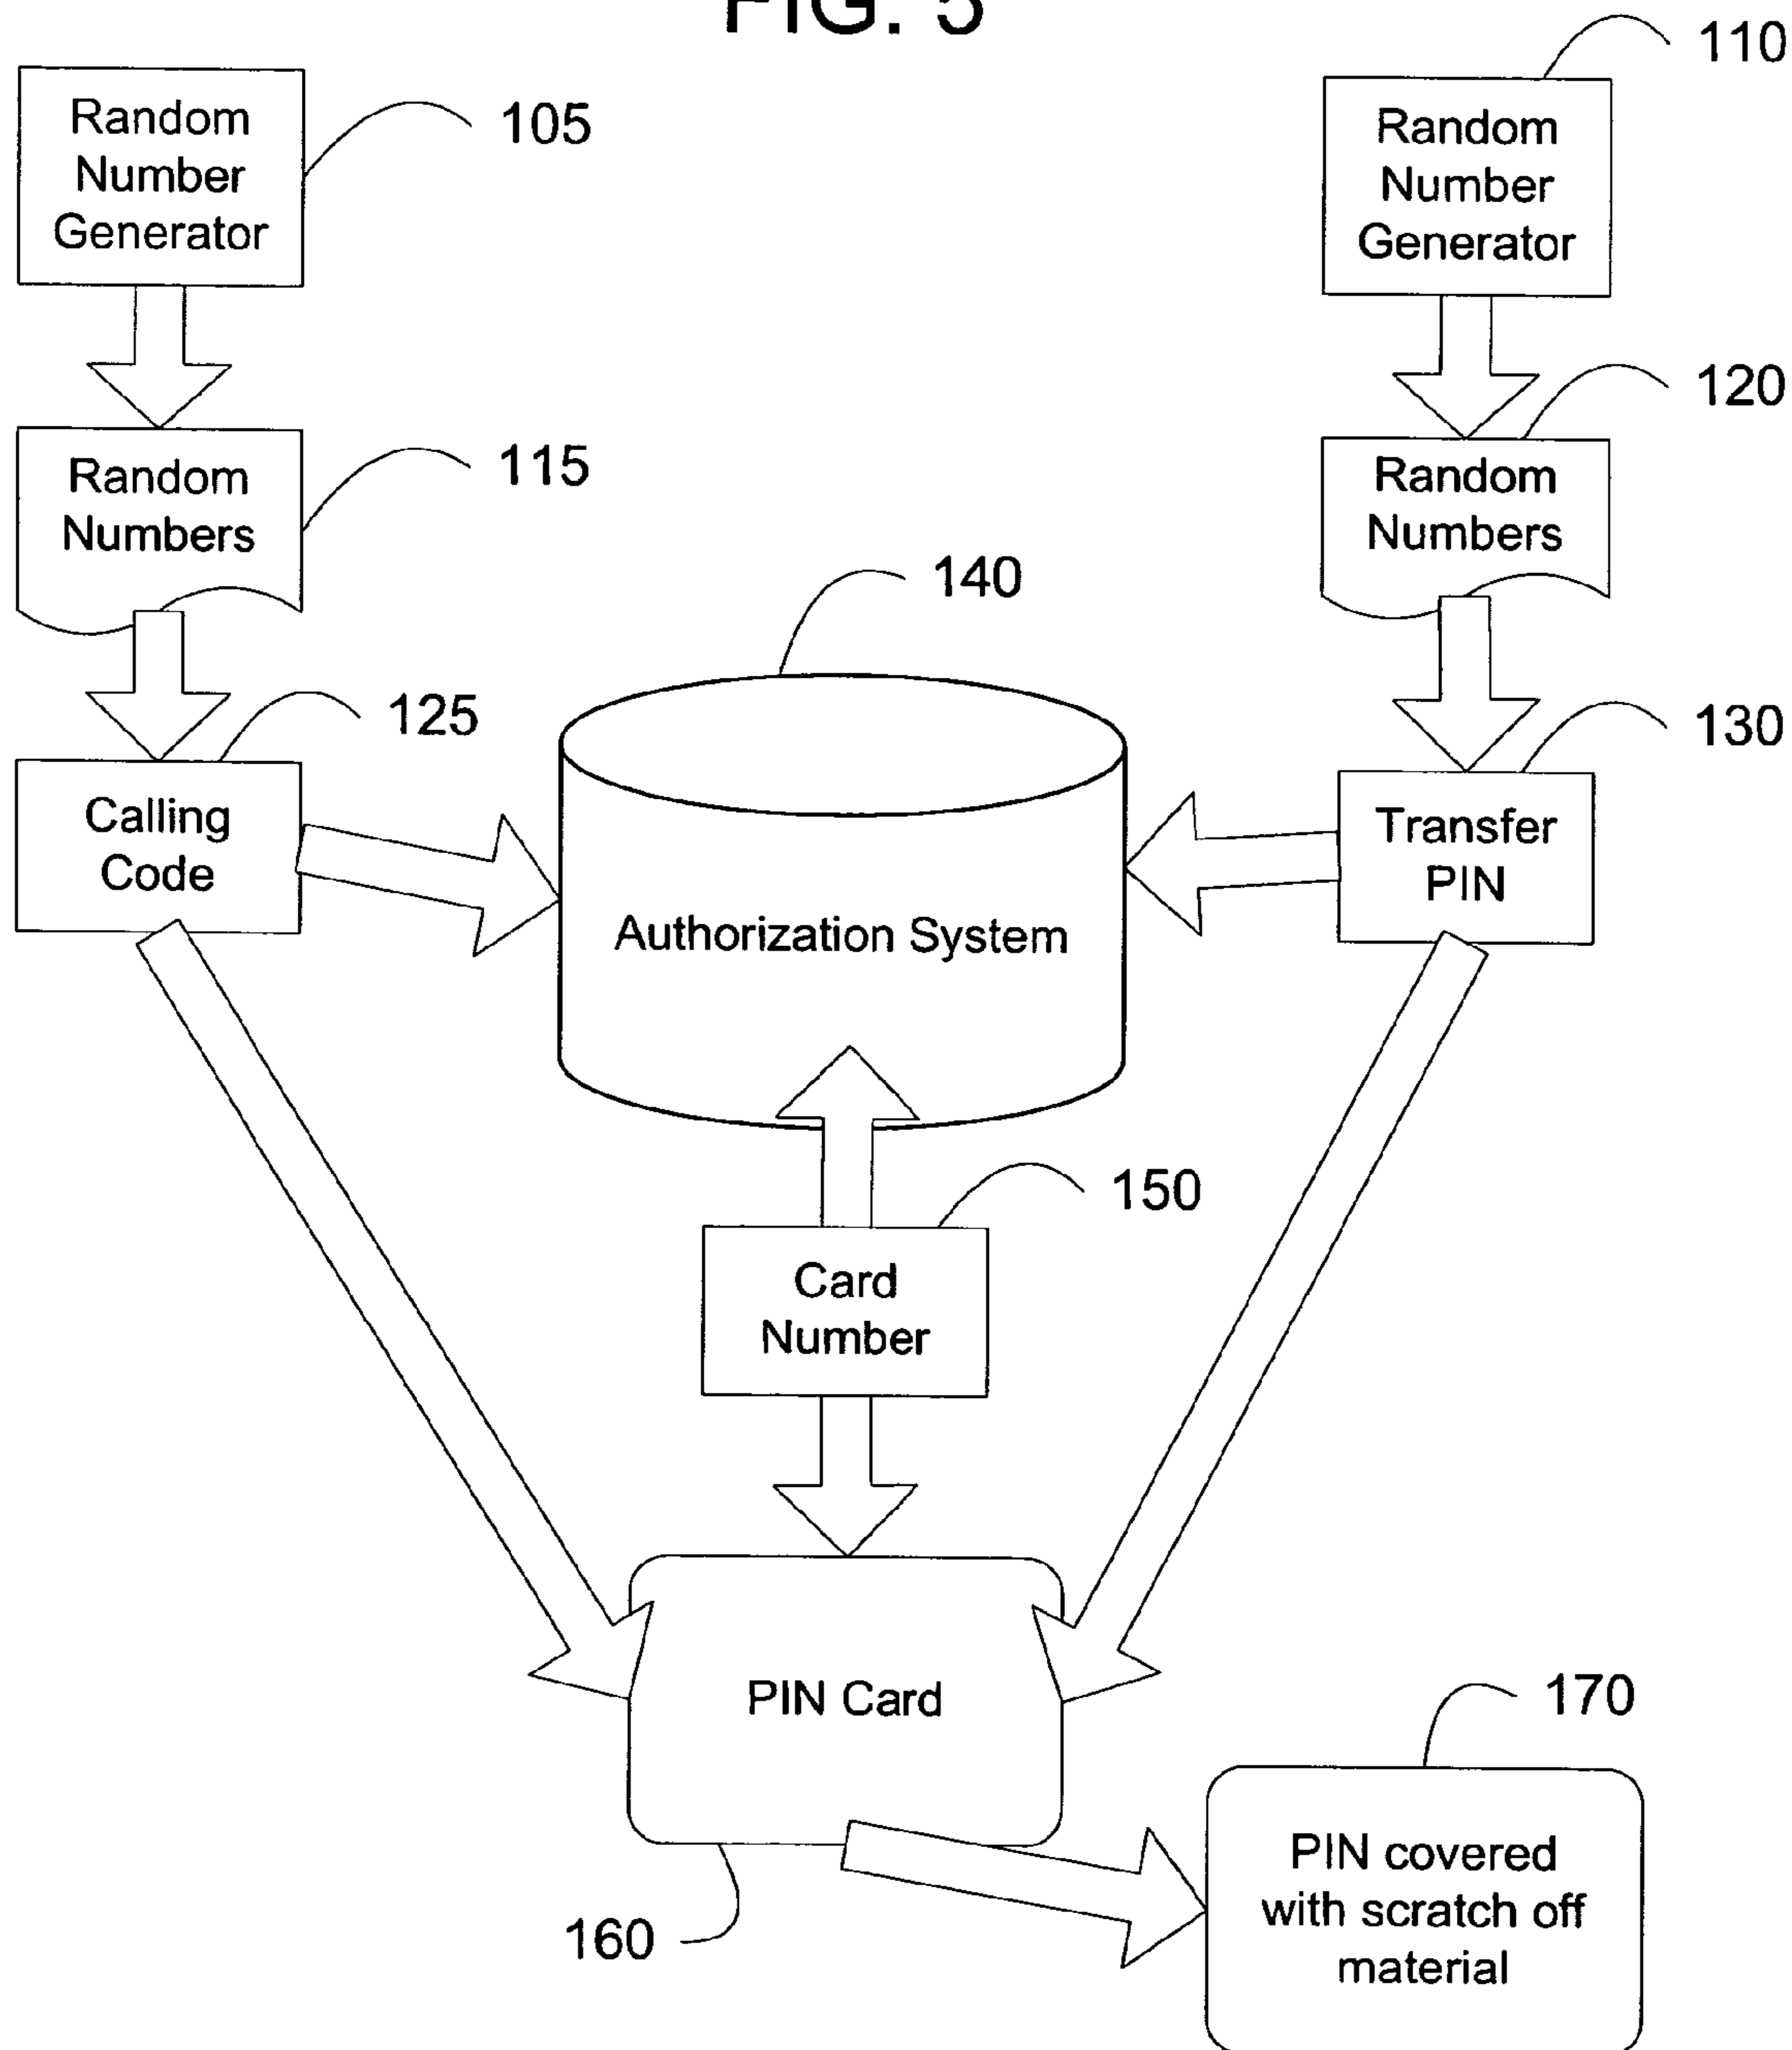 FIG. 5
110
Random
Number
Generator
105
Random
Number
Generator
120
Random
Numbers
115
Random
Numbers
140
125
130
Calling
Code
Authorization System
Transfer
PIN
150
Card
Number
PIN Card
170
160
PIN covered
with scratch off
material